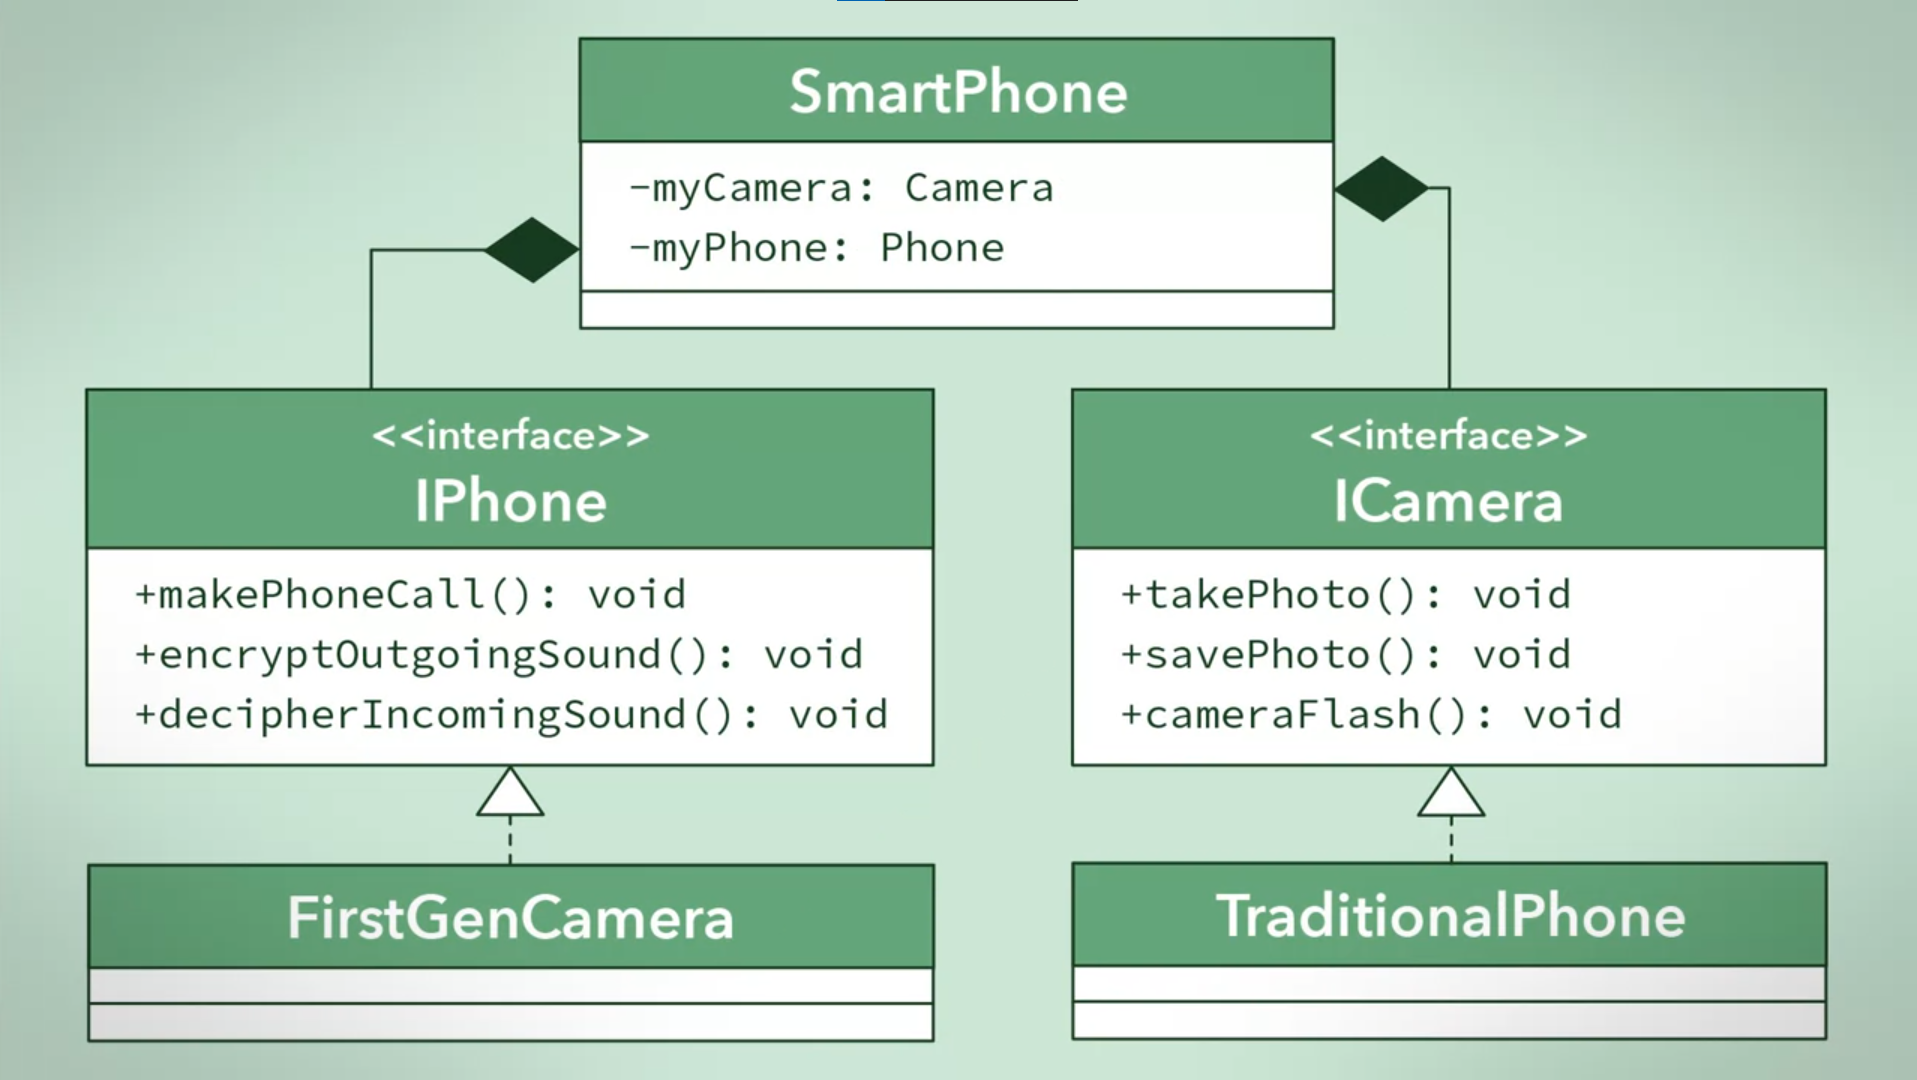 SmartPhone
-myCamera: Camera
-myPhone: Phone
<<interface>>
IPhone
+makePhoneCall(): void
+encryptOutgoingSound(): void
+decipherIncomingSound(): void
<<interface>>
ICamera
+takePhoto(): void
+savePhoto(): void
+cameraFlash(): void
FirstGenCamera
TraditionalPhone